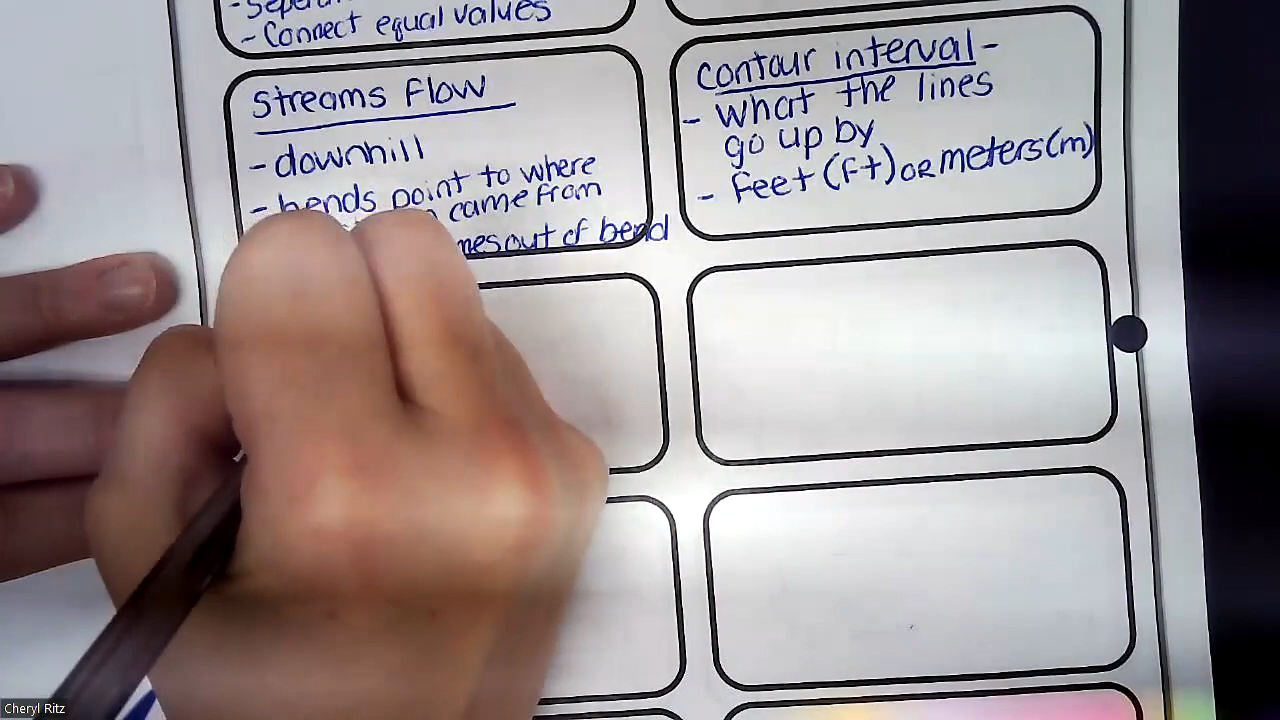 - Connect equal values
Streams Flow
- downhill
- bends point to where
came from
out of bend
Contour interval -
- What the lines
go up by
- Feet (ft) OR meters (m)
Cheryl Ritz